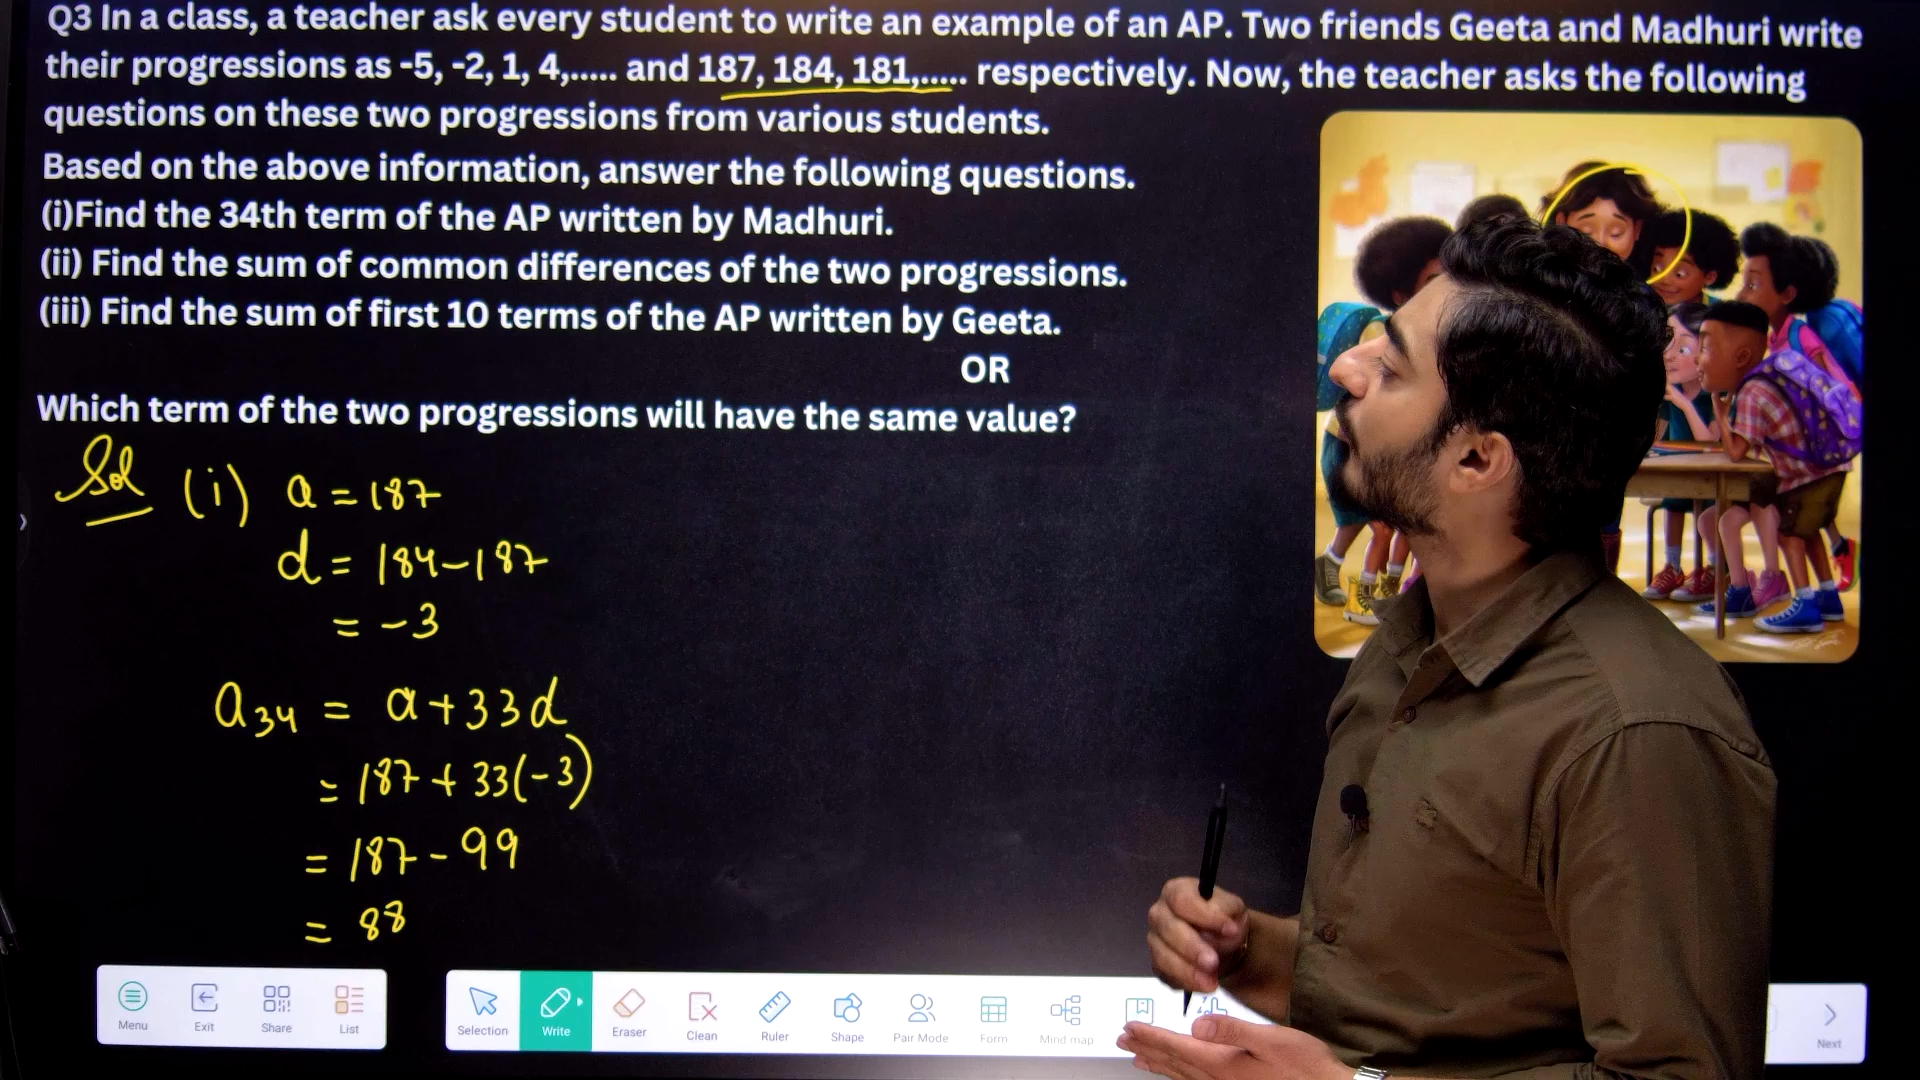 Q3 In a class, a teacher ask every student to write an example of an AP. Two friends Geeta and Madhuri write
their progressions as -5, -2, 1, 4,..... and 187, 184, 181,..... respectively. Now, the teacher asks the following
questions on these two progressions from various students.
Based on the above information, answer the following questions.
(i)Find the 34th term of the AP written by Madhuri.
(ii) Find the sum of common differences of the two progressions.
(iii) Find the sum of first 10 terms of the AP written by Geeta.
OR
Which term of the two progressions will have the same value?
Sol (i) a = 187
d = 184-187
= -3
a34 = a+33d
= 187 + 33(-3)
= 187 - 99
= 88
Menu Exit Share List Selection Write Eraser Clean Ruler Shape Pair Mode Form Mind map Next